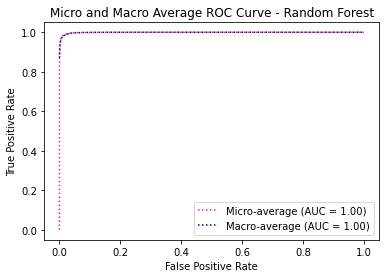 Micro and Macro Average ROC Curve - Random Forest
1.0
0.8
0.6
0.4
0.2
0.0
True Positive Rate
Micro-average (AUC = 1.00)
Macro-average (AUC = 1.00)
0.0 0.2 0.4 0.6 0.8 1.0
False Positive Rate